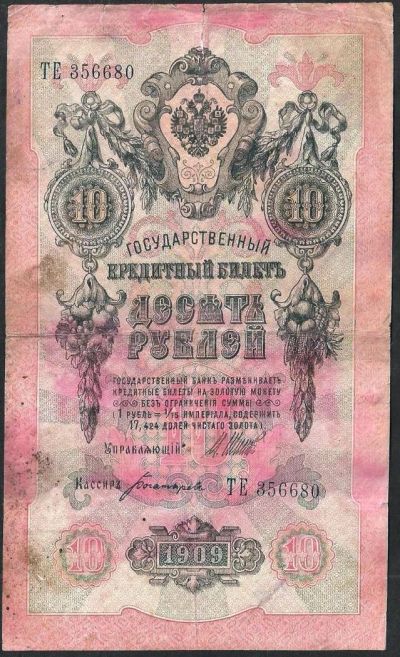 ТЕ 356680
10 10
ГОСУДАРСТВЕННЫЙ
КРЕДИТНЫЙ БИЛЕТЪ
ДЕСЯТЬ
РУБЛЕЙ
ГОСУДАРСТВЕННЫЙ БАНКЪ РАЗМѢНИВАЕТЪ
КРЕДИТНЫЕ БИЛЕТЫ НА ЗОЛОТУЮ МОНЕТУ
БЕЗЪ ОГРАНИЧЕНІЯ СУММЫ
(1 РУБЛЬ = 1/15 ИМПЕРІАЛА, СОДЕРЖИТЪ
17,424 ДОЛЕЙ ЧИСТАГО ЗОЛОТА).
УПРАВЛЯЮЩІЙ
КАССИРЪ ТЕ 356680
10 1909 10